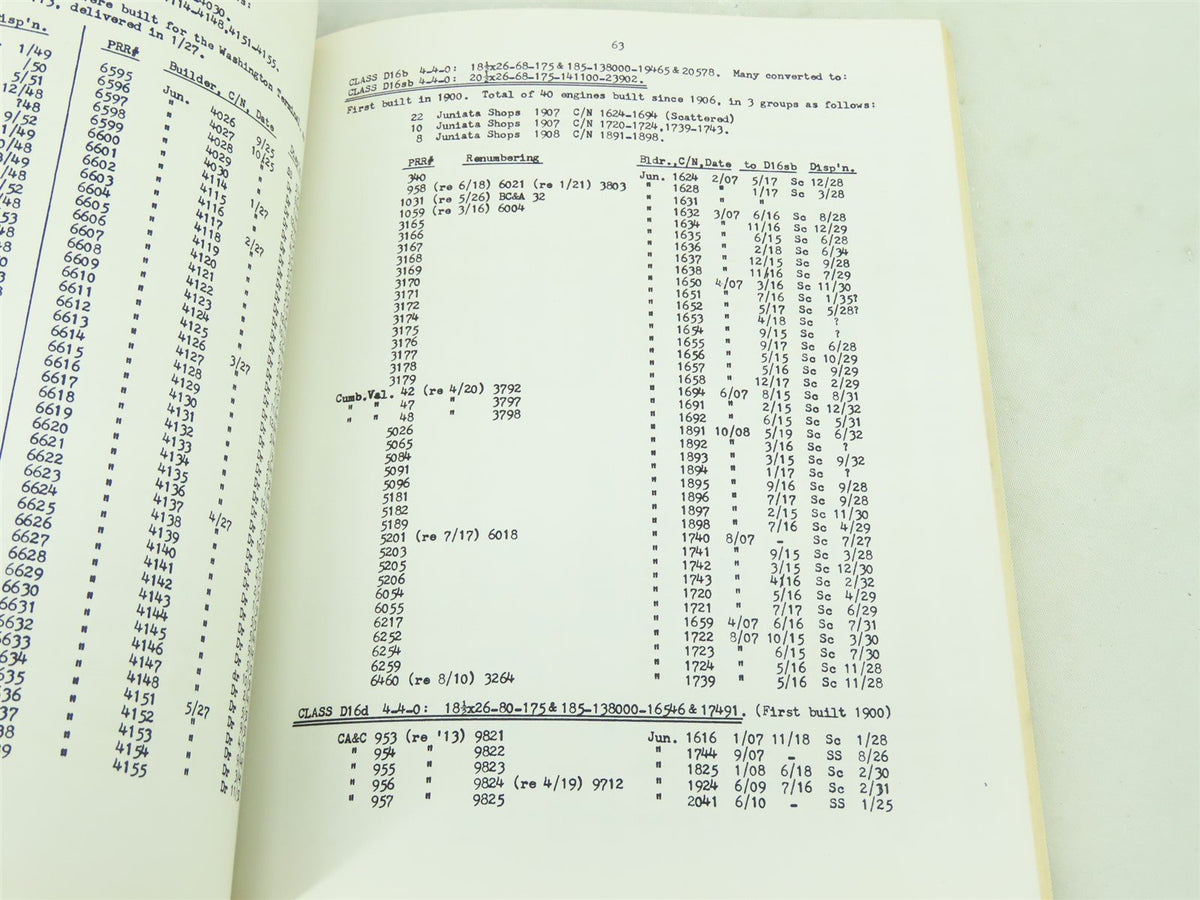 4030.
4114-4148,4151-4155.
were built for the Washington
delivered in 1/27.
Disp'n.
1/49
/50
5/51
12/48
?48
9/52
PRR#
6595
6596
6597
6598
6599
6600
6601
6602
6603
6604
6605
6606
6607
6608
6609
6610
6611
6612
6613
6614
6615
6616
6617
6618
6619
6620
6621
6622
6623
6624
6625
6626
6627
6628
6629
6630
6631
"
"
"
"
"
Builder, C/N, Date
Jun. 4026 9/25
" 4027 10/25
" 4028 "
4029
4030
4114 1/27
4115
4116
4117 2/27
4118
4119
4120
4121
4122
4123
4124
4125
4126 3/27
4127
4128
4129
4130
4131
4132
4133
4134
4135
4136
4137 4/27
4138
4139
4140
4141
4142
4143
4144
4145
4146
4147
4148
4151 5/27
4152
4153
4154
4155
63
CLASS D16b 4-4-0: 18½x26-68-175 & 185-138000-19465 & 20578. Many converted to:
CLASS D16sb 4-4-0: 20½x26-68-175-141100-23902.
First built in 1900. Total of 40 engines built since 1906, in 3 groups as follows:
22 Juniata Shops 1907 C/N 1624-1694 (Scattered)
10 Juniata Shops 1907 C/N 1720-1724,1739-1743.
8 Juniata Shops 1908 C/N 1891-1898.
PRR# Renumbering Bldr.,C/N,Date to D16sb Disp'n.
340 Jun. 1624 2/07 5/17 Sc 12/28
958 (re 6/18) 6021 (re 1/21) 3803 " 1628 " 1/17 Sc 3/28
1031 (re 5/26) BC&A 32 " 1631 " "
1059 (re 3/16) 6004 " 1632 3/07 6/16 Sc 8/28
3165 " 1634 " 11/16 Sc 12/29
3166 " 1635 " 6/15 Sc 6/28
3167 " 1636 " 2/18 Sc 6/34
3168 " 1637 " 12/15 Sc 9/28
3169 " 1638 " 11/16 Sc 7/29
3170 " 1650 4/07 3/16 Sc 11/30
3171 " 1651 " 7/16 Sc 1/35?
3172 " 1652 " 5/17 Sc 5/28?
3174 " 1653 " 4/18 Sc ?
3175 " 1654 " 9/15 Sc ?
3176 " 1655 " 9/17 Sc 6/28
3177 " 1656 " 5/15 Sc 10/29
3178 " 1657 " 5/16 Sc 9/29
3179 " 1658 " 12/17 Sc 2/29
Cumb.Val. 42 (re 4/20) 3792 " 1694 6/07 8/15 Sc 8/31
" " 47 " 3797 " 1691 " 2/15 Sc 12/32
" " 48 " 3798 " 1692 " 6/15 Sc 5/31
5026 " 1891 10/08 5/19 Sc 6/32
5065 " 1892 " 3/16 Sc ?
5084 " 1893 " 3/15 Sc 9/32
5091 " 1894 " 1/17 Sc ?
5096 " 1895 " 9/16 Sc 9/28
5181 " 1896 " 7/17 Sc 9/28
5182 " 1897 " 2/15 Sc 11/30
5189 " 1898 " 7/16 Sc 4/29
5201 (re 7/17) 6018 " 1740 8/07 - Sc 7/27
5203 " 1741 " 9/15 Sc 3/28
5205 " 1742 " 3/15 Sc 12/30
5206 " 1743 " 4/16 Sc 2/32
6054 " 1720 " 5/16 Sc 4/29
6055 " 1721 " 7/17 Sc 6/29
6217 " 1659 4/07 6/16 Sc 7/31
6252 " 1722 8/07 10/15 Sc 3/30
6254 " 1723 " 6/15 Sc 7/30
6259 " 1724 " 5/16 Sc 11/28
6460 (re 8/10) 3264 " 1739 " 5/16 Sc 11/28
CLASS D16d 4-4-0: 18½x26-80-175 & 185-138000-16546 & 17491. (First built 1900)
CA&C 953 (re '13) 9821 Jun. 1616 1/07 11/18 Sc 1/28
" 954 " 9822 " 1744 9/07 - SS 8/26
" 955 " 9823 " 1825 1/08 6/18 Sc 2/30
" 956 " 9824 (re 4/19) 9712 " 1924 6/09 7/16 Sc 2/31
" 957 " 9825 " 2041 6/10 - SS 1/25